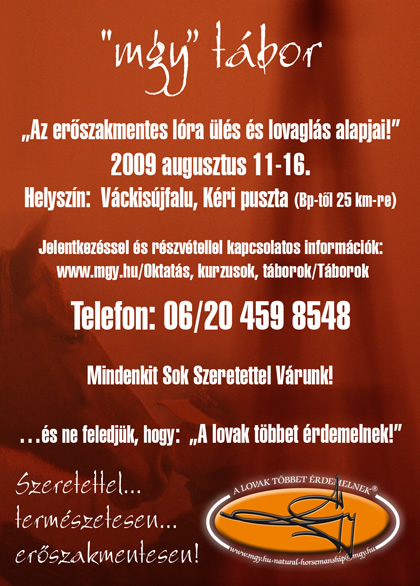 "mgy" tábor
„Az erőszakmentes lóra ülés és lovaglás alapjai!”
2009 augusztus 11-16.
Helyszín: Váckisújfalu, Kéri puszta (Bp-től 25 km-re)
Jelentkezéssel és részvétellel kapcsolatos információk:
www.mgy.hu/Oktatás, kurzusok, táborok/Táborok
Telefon: 06/20 459 8548
Mindenkit Sok Szeretettel Várunk!
...és ne feledjük, hogy: „A lovak többet érdemelnek!”
Szeretettel...
természetesen...
erőszakmentesen!
A LOVAK TÖBBET ÉRDEMELNEK®
www.mgy.hu-natural-horsemanship@mgy.hu